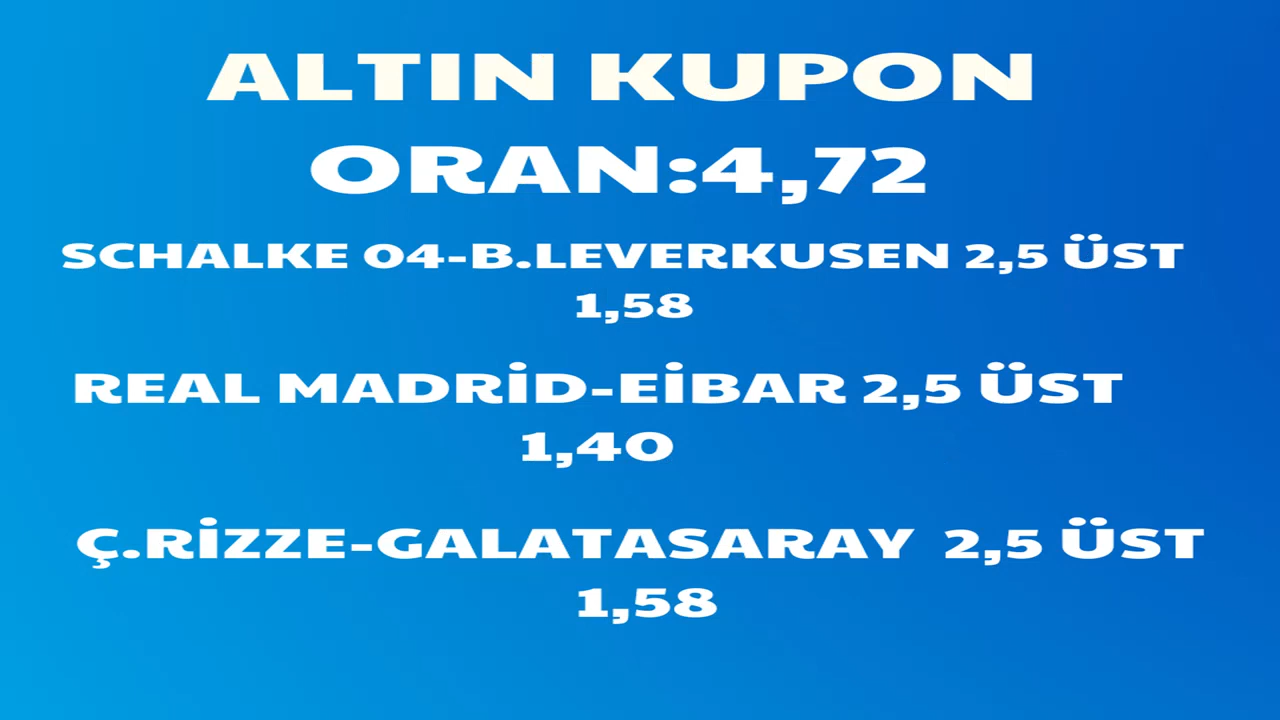 ALTIN KUPON
ORAN:4,72
SCHALKE 04-B.LEVERKUSEN 2,5 ÜST
1,58
REAL MADRİD-EİBAR 2,5 ÜST
1,40
Ç.RİZZE-GALATASARAY 2,5 ÜST
1,58